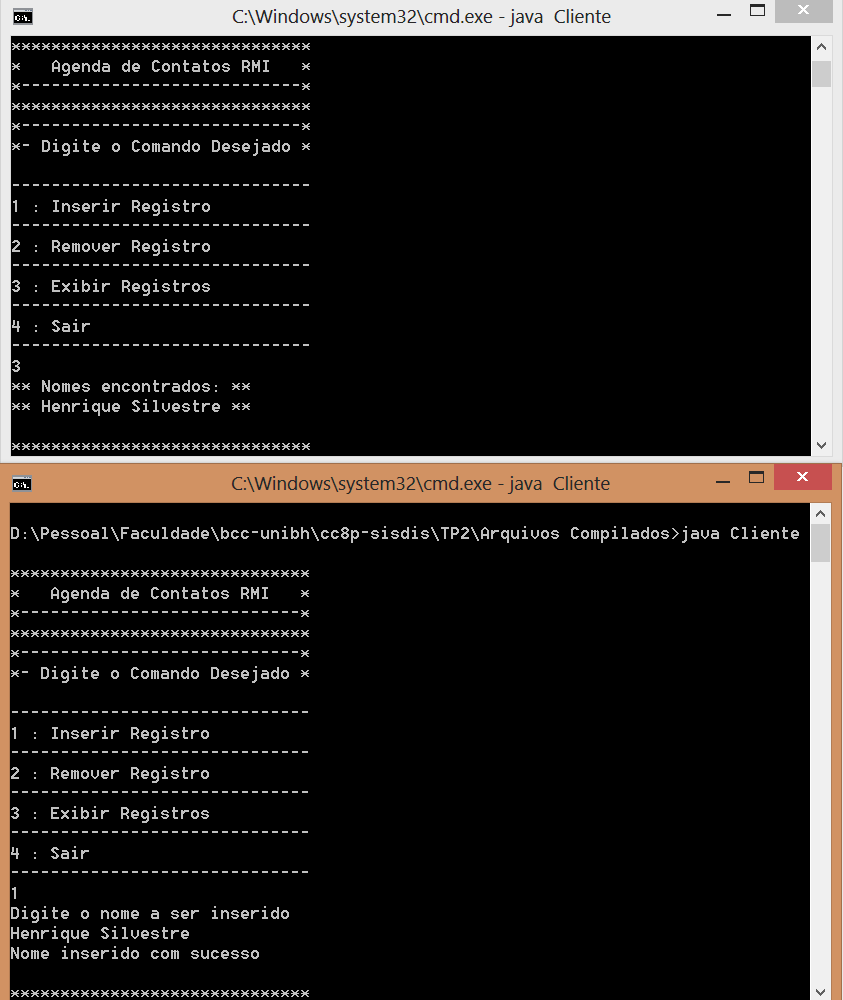 C:\Windows\system32\cmd.exe - java  Cliente
*****************************
*   Agenda de Contatos RMI   *
*----------------------------*
******************************
*----------------------------*
*- Digite o Comando Desejado *
------------------------------
1 : Inserir Registro
------------------------------
2 : Remover Registro
------------------------------
3 : Exibir Registros
------------------------------
4 : Sair
------------------------------
3
** Nomes encontrados: **
** Henrique Silvestre **
******************************
C:\Windows\system32\cmd.exe - java  Cliente
D:\Pessoal\Faculdade\bcc-unibh\cc8p-sisdis\TP2\Arquivos Compilados>java Cliente
******************************
*   Agenda de Contatos RMI   *
*----------------------------*
******************************
*----------------------------*
*- Digite o Comando Desejado *
------------------------------
1 : Inserir Registro
------------------------------
2 : Remover Registro
------------------------------
3 : Exibir Registros
------------------------------
4 : Sair
------------------------------
1
Digite o nome a ser inserido
Henrique Silvestre
Nome inserido com sucesso
******************************